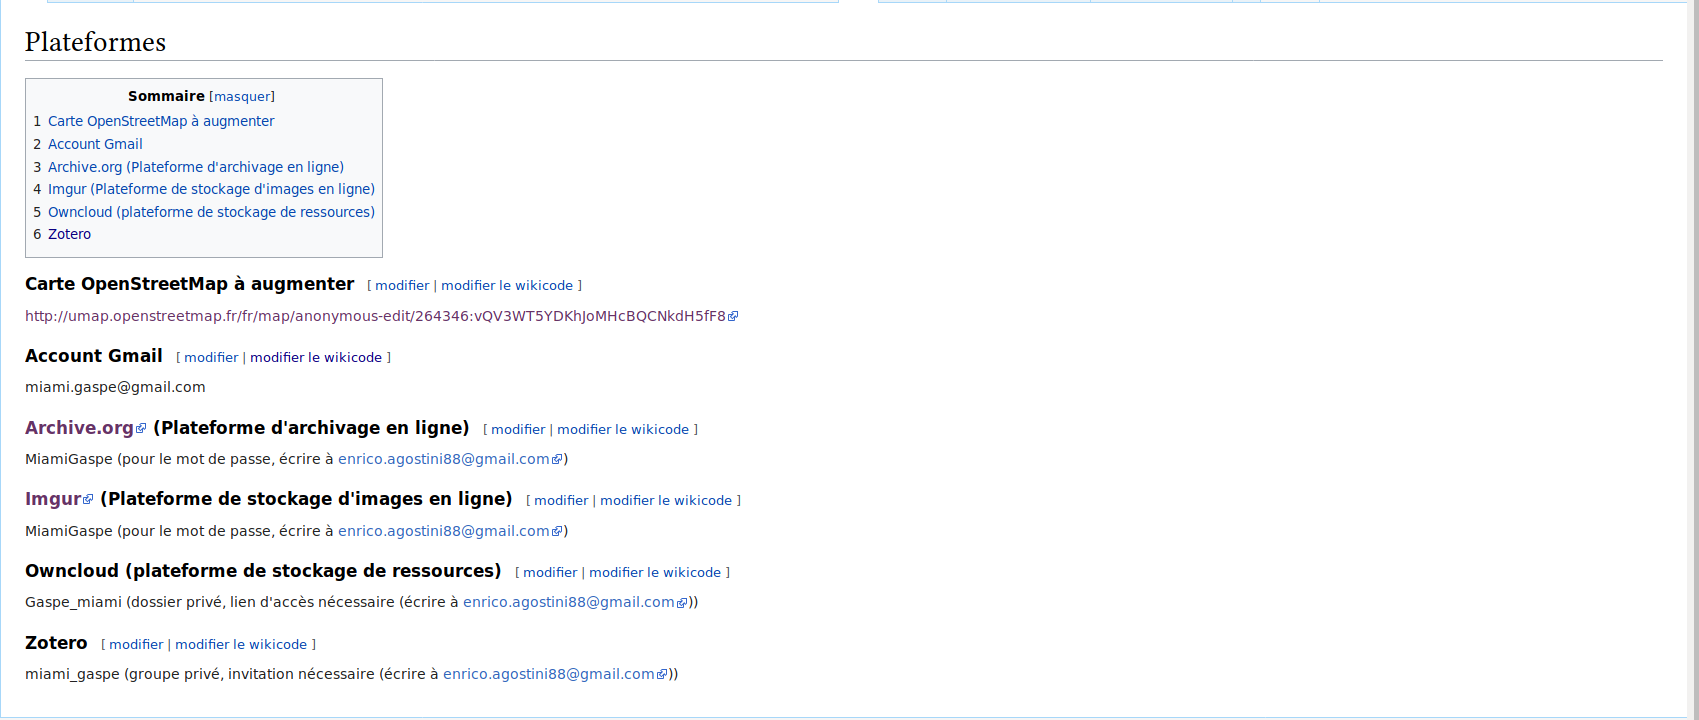 Plateformes
Sommaire [masquer]
1 Carte OpenStreetMap à augmenter
2 Account Gmail
3 Archive.org (Plateforme d'archivage en ligne)
4 Imgur (Plateforme de stockage d'images en ligne)
5 Owncloud (plateforme de stockage de ressources)
6 Zotero
Carte OpenStreetMap à augmenter [ modifier | modifier le wikicode ]
http://umap.openstreetmap.fr/fr/map/anonymous-edit/264346:vQV3WT5YDKhJoMHcBQCNkdH5fF8
Account Gmail [ modifier | modifier le wikicode ]
miami.gaspe@gmail.com
Archive.org (Plateforme d'archivage en ligne) [ modifier | modifier le wikicode ]
MiamiGaspe (pour le mot de passe, écrire à enrico.agostini88@gmail.com)
Imgur (Plateforme de stockage d'images en ligne) [ modifier | modifier le wikicode ]
MiamiGaspe (pour le mot de passe, écrire à enrico.agostini88@gmail.com)
Owncloud (plateforme de stockage de ressources) [ modifier | modifier le wikicode ]
Gaspe_miami (dossier privé, lien d'accès nécessaire (écrire à enrico.agostini88@gmail.com))
Zotero [ modifier | modifier le wikicode ]
miami_gaspe (groupe privé, invitation nécessaire (écrire à enrico.agostini88@gmail.com))